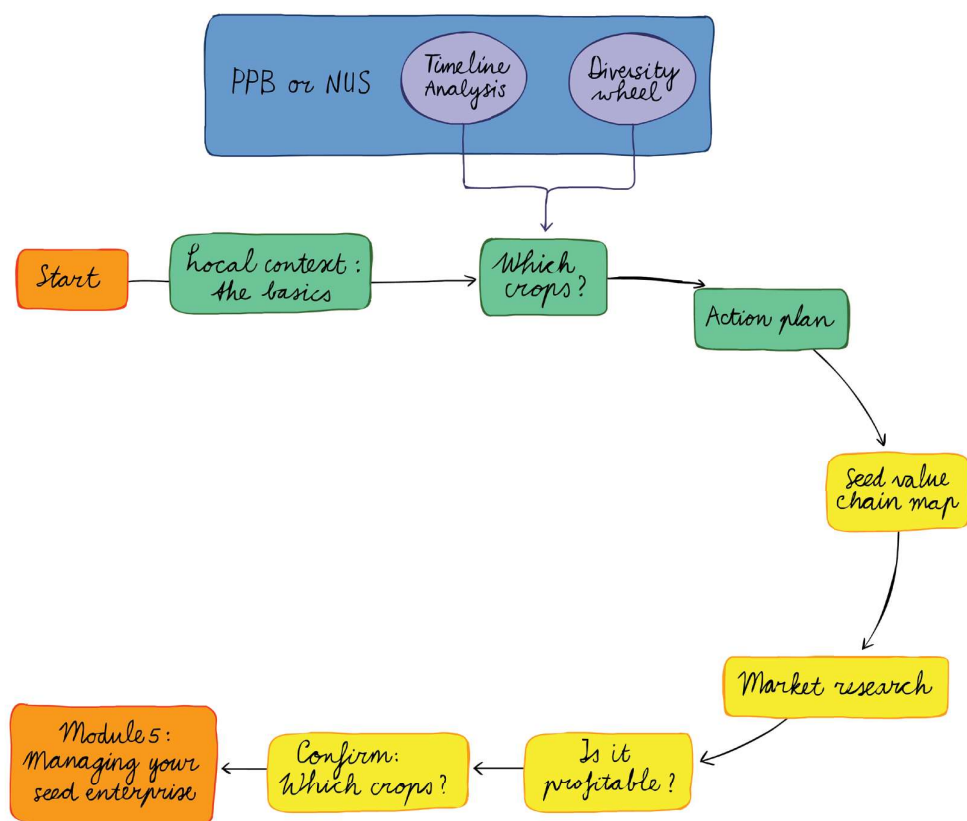 PPB or NUS
Timeline
Analysis
Diversity
wheel
Start
Local context:
the basics
Which
crops?
Action plan
Seed value
chain map
Market research
Is it
profitable?
Confirm:
Which crops?
Module 5:
Managing your
seed enterprise